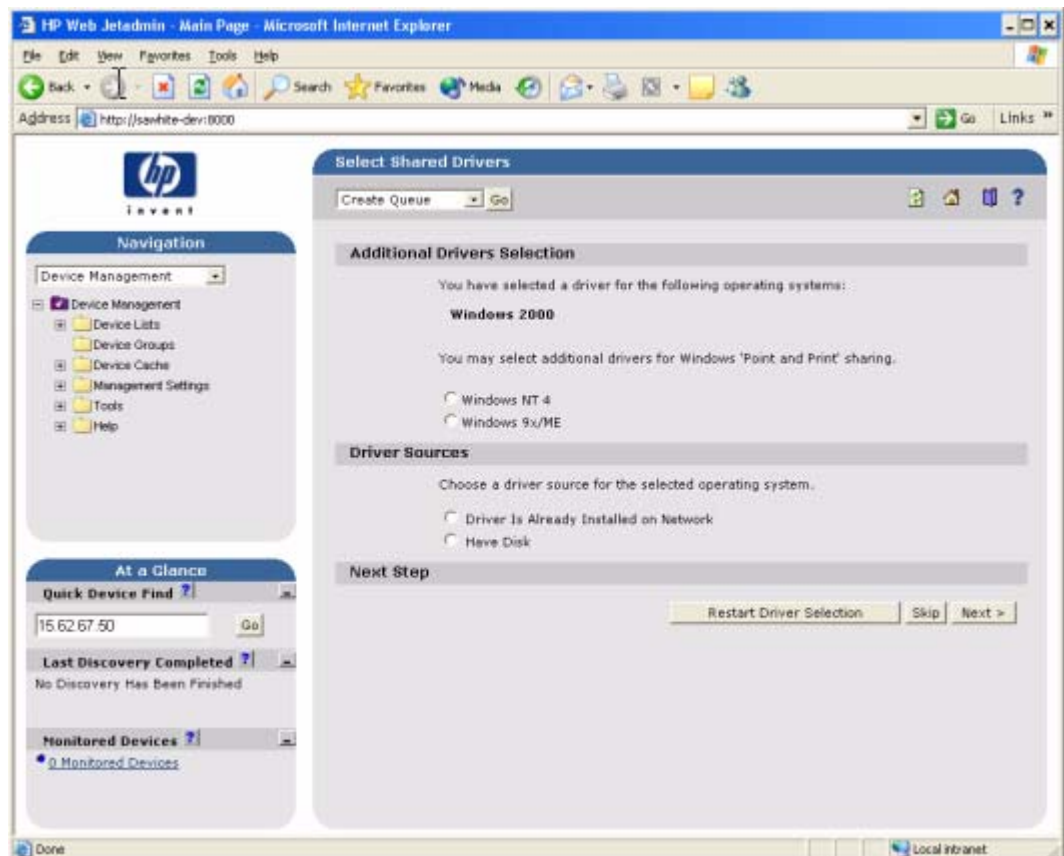 HP Web Jetadmin - Main Page - Microsoft Internet Explorer
File Edit View Favorites Tools Help
Back Search Favorites Media
Address http://sawhite-dev:8000 Go Links »
hp
invent
Navigation
Device Management
Device Management
Device Lists
Device Groups
Device Cache
Management Settings
Tools
Help
At a Glance
Quick Device Find ?
15.62.67.50 Go
Last Discovery Completed ?
No Discovery Has Been Finished
Monitored Devices ?
0 Monitored Devices
Select Shared Drivers
Create Queue Go ?
Additional Drivers Selection
You have selected a driver for the following operating systems:
Windows 2000
You may select additional drivers for Windows 'Point and Print' sharing.
Windows NT 4
Windows 9x/ME
Driver Sources
Choose a driver source for the selected operating system.
Driver Is Already Installed on Network
Have Disk
Next Step
Restart Driver Selection Skip Next >
Done Local intranet